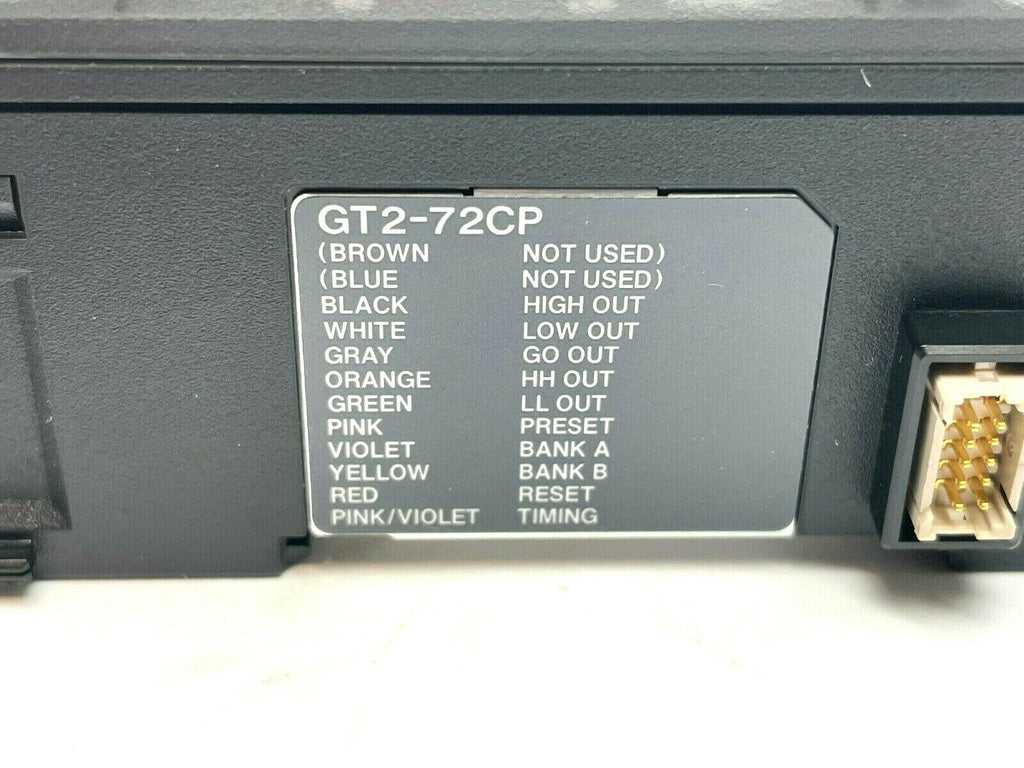 GT2-72CP
(BROWN NOT USED)
(BLUE NOT USED)
BLACK HIGH OUT
WHITE LOW OUT
GRAY GO OUT
ORANGE HH OUT
GREEN LL OUT
PINK PRESET
VIOLET BANK A
YELLOW BANK B
RED RESET
PINK/VIOLET TIMING